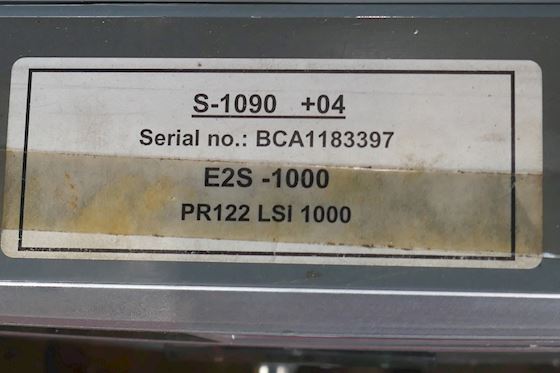 S-1090 +04
Serial no.: BCA1183397
E2S -1000
PR122 LSI 1000